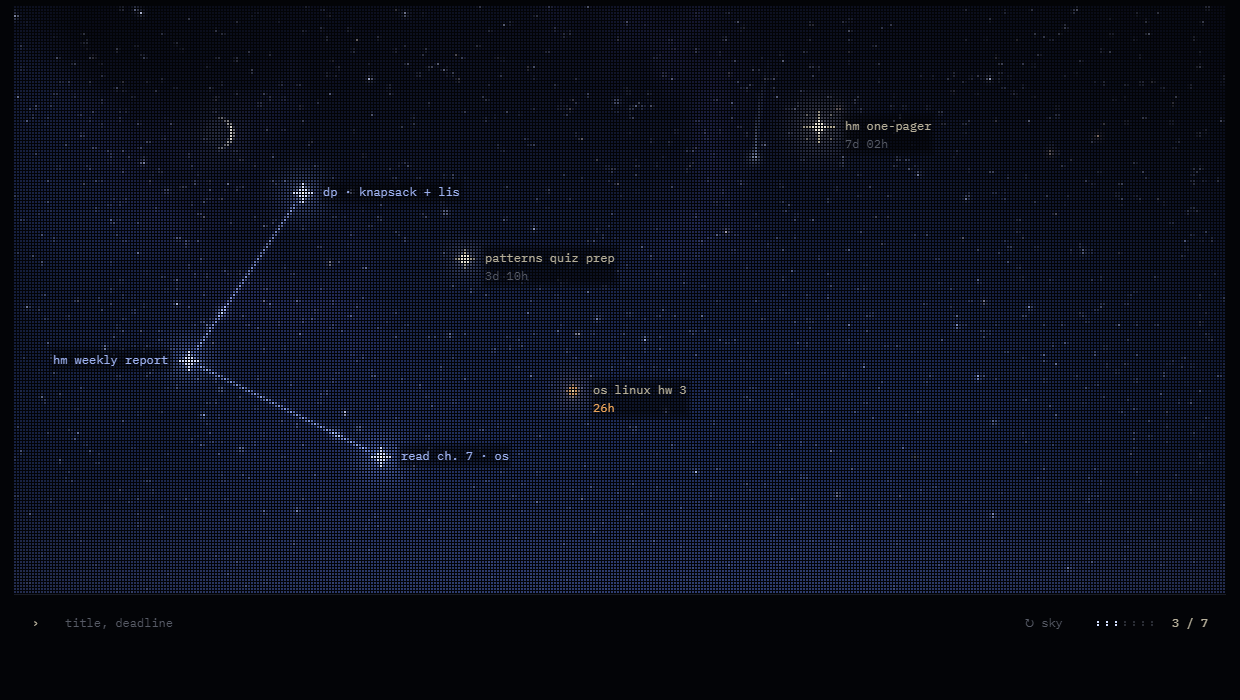 hm one-pager
7d 02h
dp · knapsack + lis
patterns quiz prep
3d 10h
hm weekly report
os linux hw 3
26h
read ch. 7 · os
› title, deadline
↻ sky
3 / 7